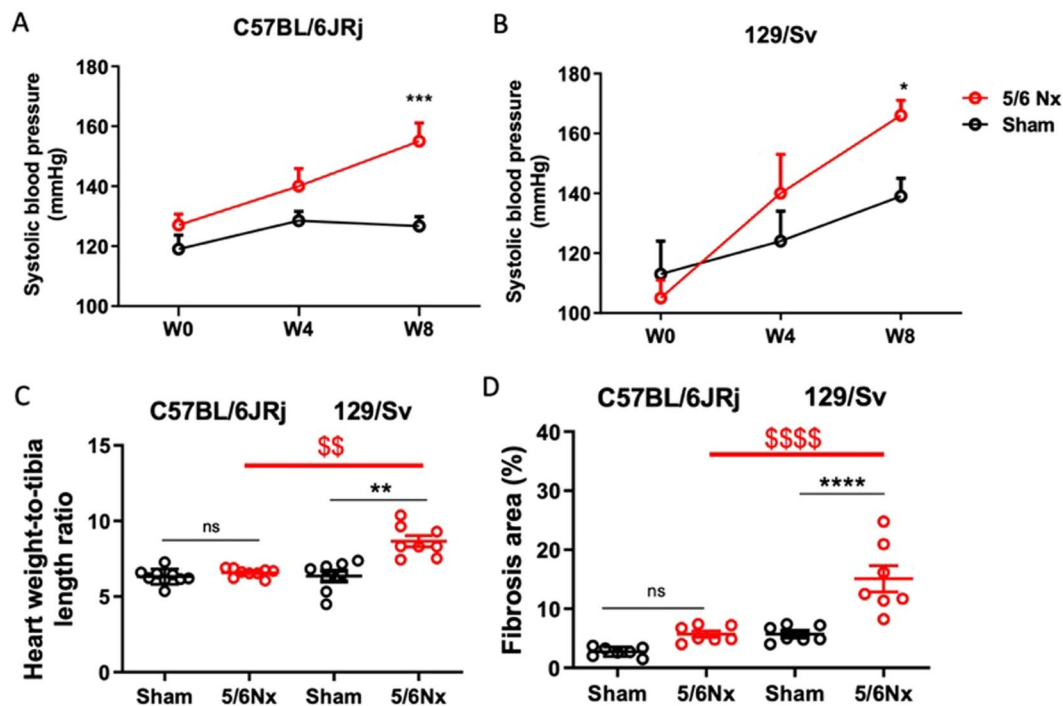 A
C57BL/6JRj
Systolic blood pressure
(mmHg)
180
160
140
120
100
***
W0 W4 W8
B
129/Sv
Systolic blood pressure
(mmHg)
180
160
140
120
100
*
W0 W4 W8
5/6 Nx
Sham
C
C57BL/6JRj 129/Sv
Heart weight-to-tibia
length ratio
15
10
5
0
$$
**
ns
Sham 5/6Nx Sham 5/6Nx
D
C57BL/6JRj 129/Sv
Fibrosis area (%)
40
30
20
10
0
$$$$
****
ns
Sham 5/6Nx Sham 5/6Nx